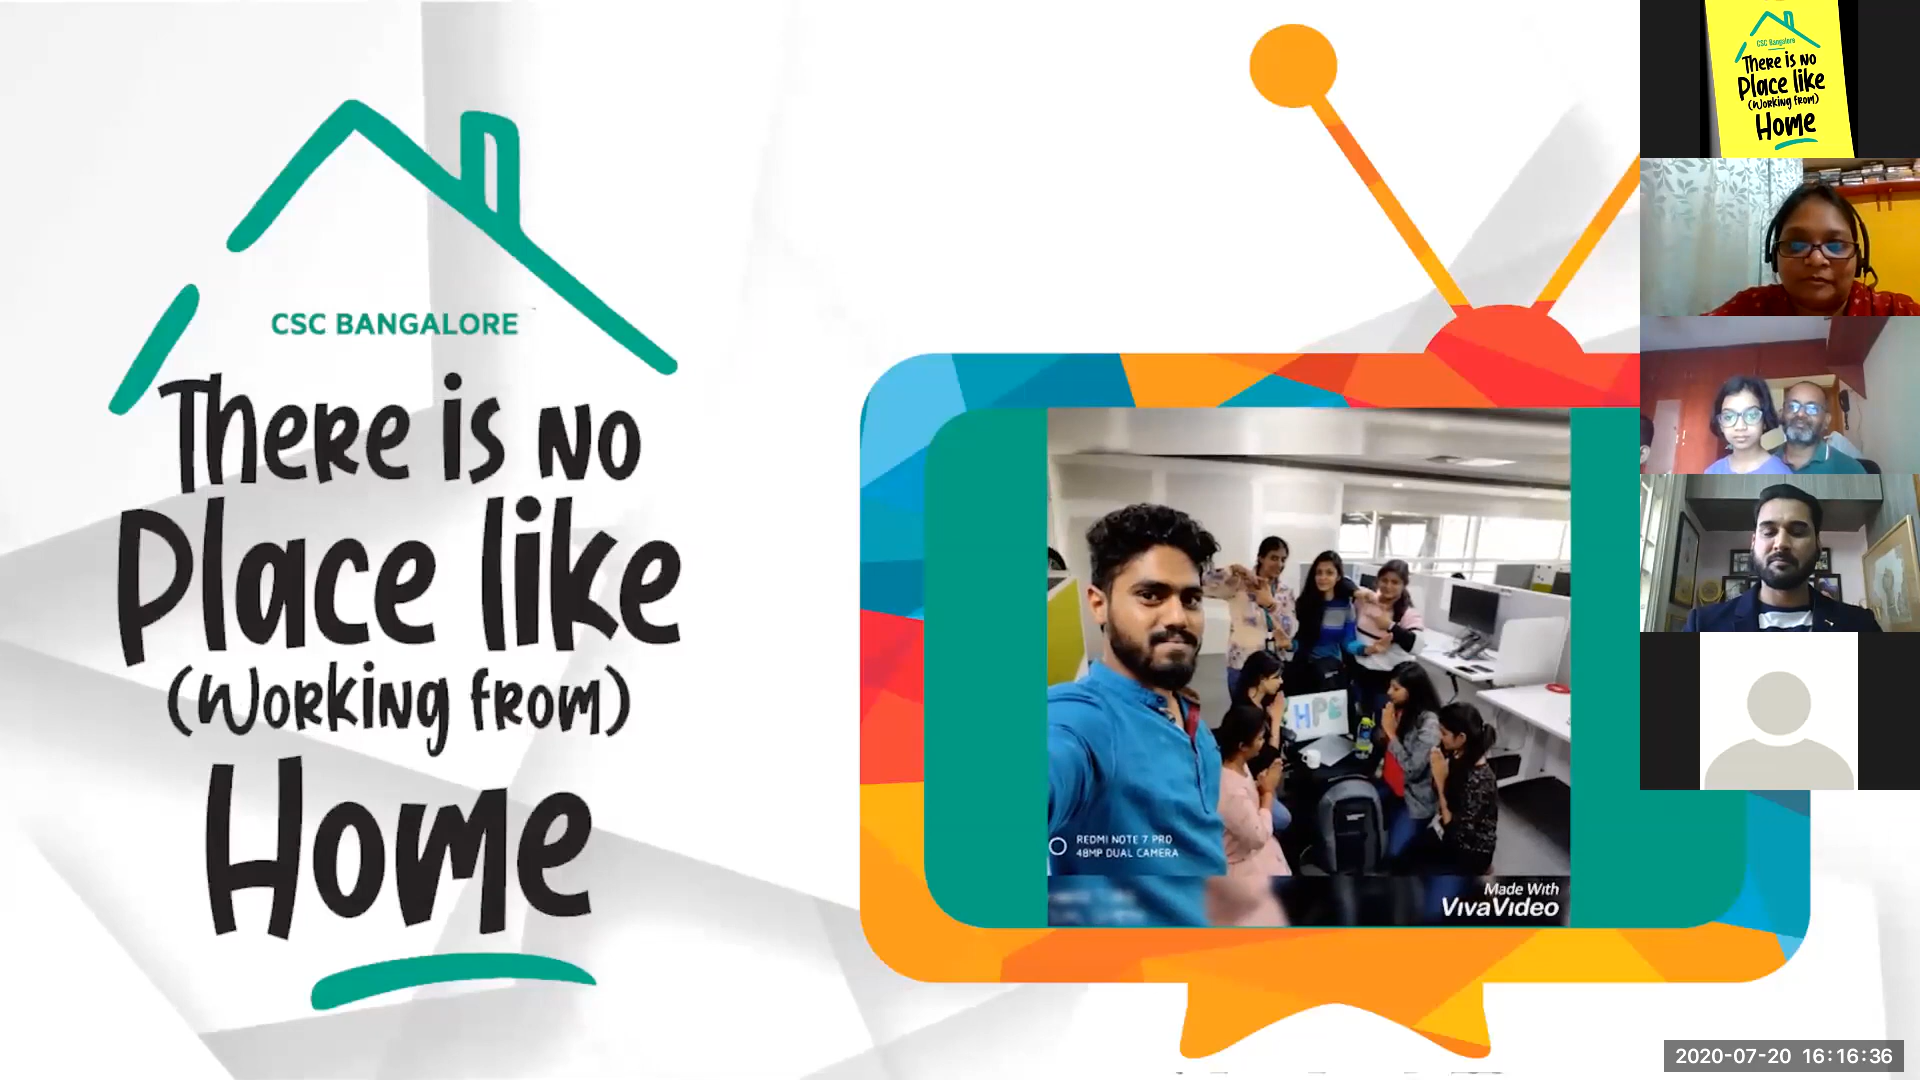 CSC BANGALORE
There is no
Place like
(Working from)
Home
HPE
REDMI NOTE 7 PRO
48MP DUAL CAMERA
Made With
VivaVideo
CSC Bangalore
There is no
Place like
(Working from)
Home
2020-07-20 16:16:36